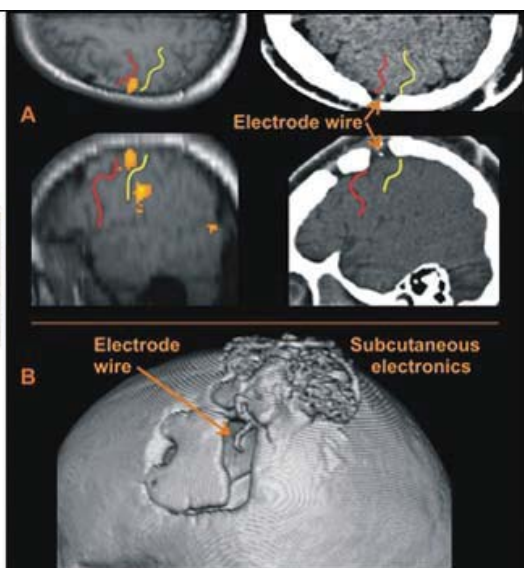 A
Electrode wire
B
Electrode
wire
Subcutaneous
electronics